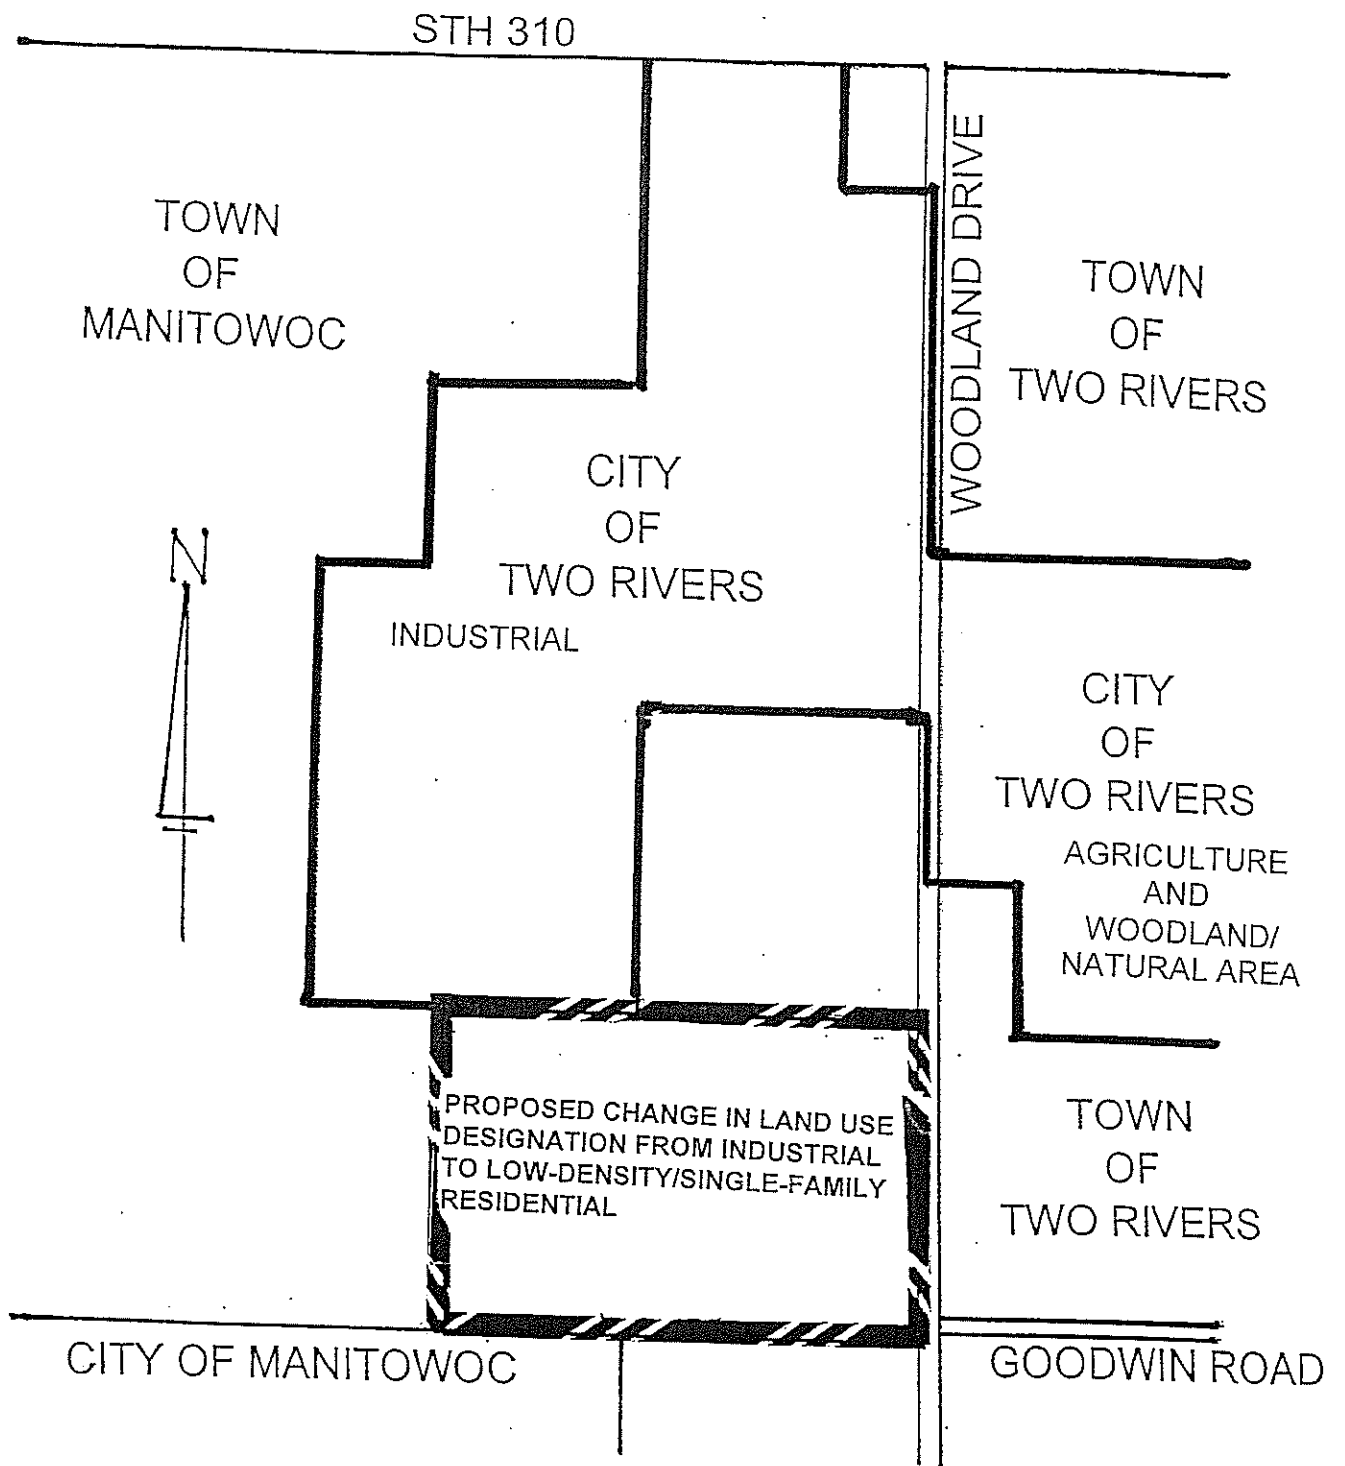 STH 310
TOWN
OF
MANITOWOC
WOODLAND DRIVE
TOWN
OF
TWO RIVERS
CITY
OF
TWO RIVERS
INDUSTRIAL
N
CITY
OF
TWO RIVERS
AGRICULTURE
AND
WOODLAND/
NATURAL AREA
PROPOSED CHANGE IN LAND USE
DESIGNATION FROM INDUSTRIAL
TO LOW-DENSITY/SINGLE-FAMILY
RESIDENTIAL
TOWN
OF
TWO RIVERS
CITY OF MANITOWOC
GOODWIN ROAD